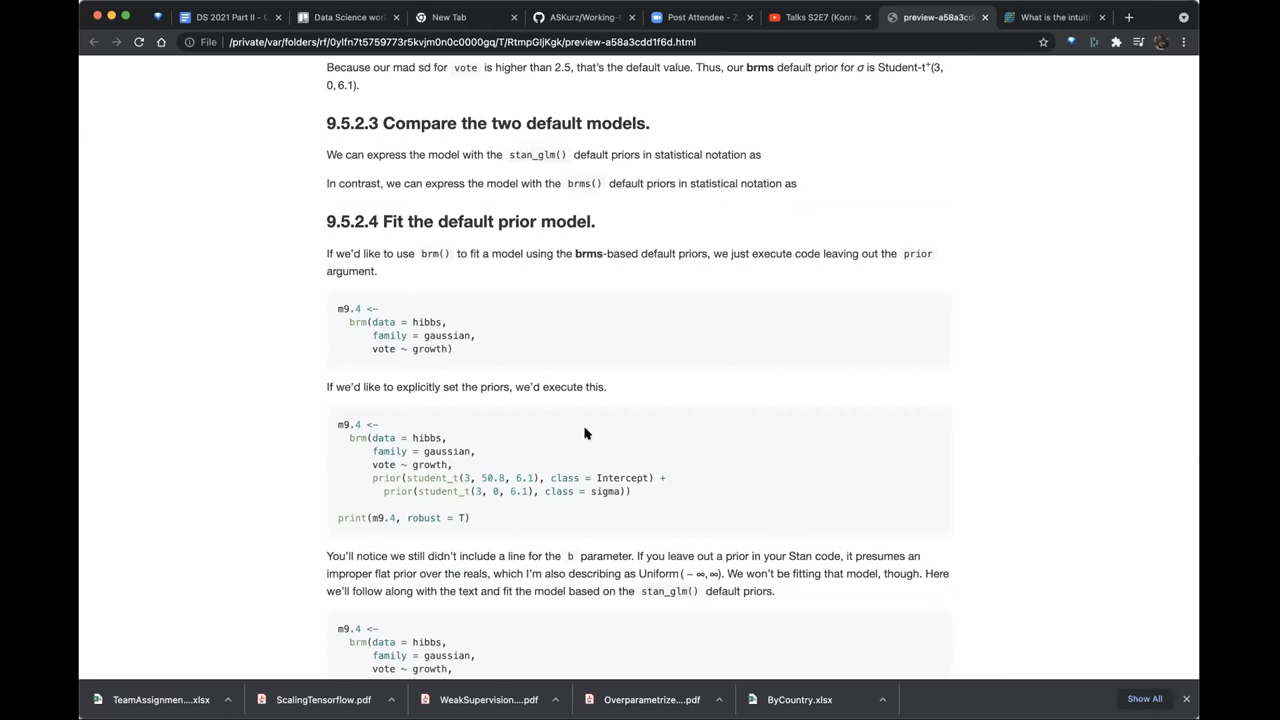 DS 2021 Part II – C
Data Science wor
New Tab
ASKurz/Working-
Post Attendee - Z
Talks S2E7 (Konra
preview-a58a3cd
What is the intuiti
File | /private/var/folders/rf/0ylfn7t5759773r5kvjm0n0c0000gq/T/RtmpGIjKgk/preview-a58a3cdd1f6d.html
Because our mad sd for vote is higher than 2.5, that's the default value. Thus, our brms default prior for σ is Student-t⁺(3,
0, 6.1).
9.5.2.3 Compare the two default models.
We can express the model with the stan_glm() default priors in statistical notation as
In contrast, we can express the model with the brms() default priors in statistical notation as
9.5.2.4 Fit the default prior model.
If we'd like to use brm() to fit a model using the brms-based default priors, we just execute code leaving out the prior
argument.
m9.4 <-
brm(data = hibbs,
family = gaussian,
vote ~ growth)
If we'd like to explicitly set the priors, we'd execute this.
m9.4 <-
brm(data = hibbs,
family = gaussian,
vote ~ growth,
prior(student_t(3, 50.8, 6.1), class = Intercept) +
prior(student_t(3, 0, 6.1), class = sigma))
print(m9.4, robust = T)
You'll notice we still didn't include a line for the b parameter. If you leave out a prior in your Stan code, it presumes an
improper flat prior over the reals, which I'm also describing as Uniform(−∞,∞). We won't be fitting that model, though. Here
we'll follow along with the text and fit the model based on the stan_glm() default priors.
m9.4 <-
brm(data = hibbs,
family = gaussian,
vote ~ growth,
TeamAssignmen....xlsx
ScalingTensorflow.pdf
WeakSupervision....pdf
Overparametrize....pdf
ByCountry.xlsx
Show All